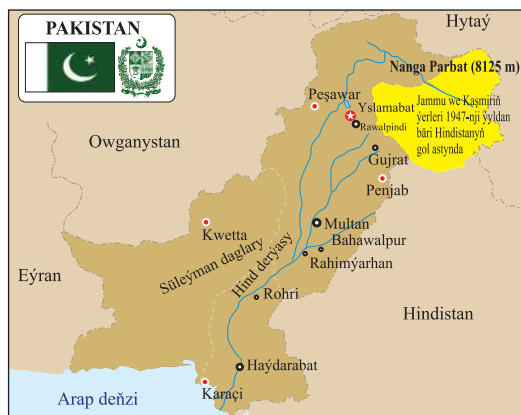 PAKISTAN
Hytaý
Nanga Parbat (8125 m)
Peşawar
Yslamabat
Rawalpindi
Jammu we Kaşmiriň
ýerleri 1947-nji ýyldan
bäri Hindistanyň
gol astynda
Owganystan
Gujrat
Penjab
Kwetta
Multan
Bahawalpur
Rahimýarhan
Süleýman daglary
Hind derýasy
Eýran
Rohri
Hindistan
Haýdarabat
Karaçi
Arap deňzi